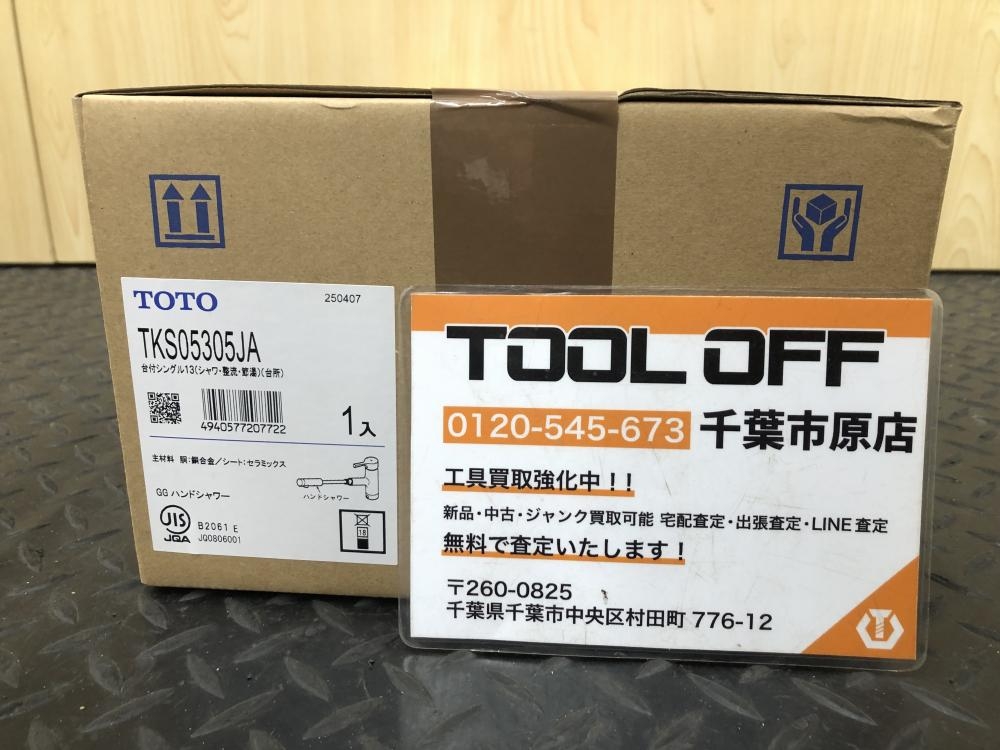 TOTO 250407
TKS05305JA
台付シングル13(シャワ・整流・節湯)(台所)
4940577207722
1入
主材料 胴:銅合金/シート:セラミックス
ハンドシャワー
GG ハンドシャワー
JIS B2061 E
JQA JQ0806001
18
TOOL OFF
0120-545-673 千葉市原店
工具買取強化中!!
新品・中古・ジャンク買取可能 宅配査定・出張査定・LINE査定
無料で査定いたします!
〒260-0825
千葉県千葉市中央区村田町 776-12